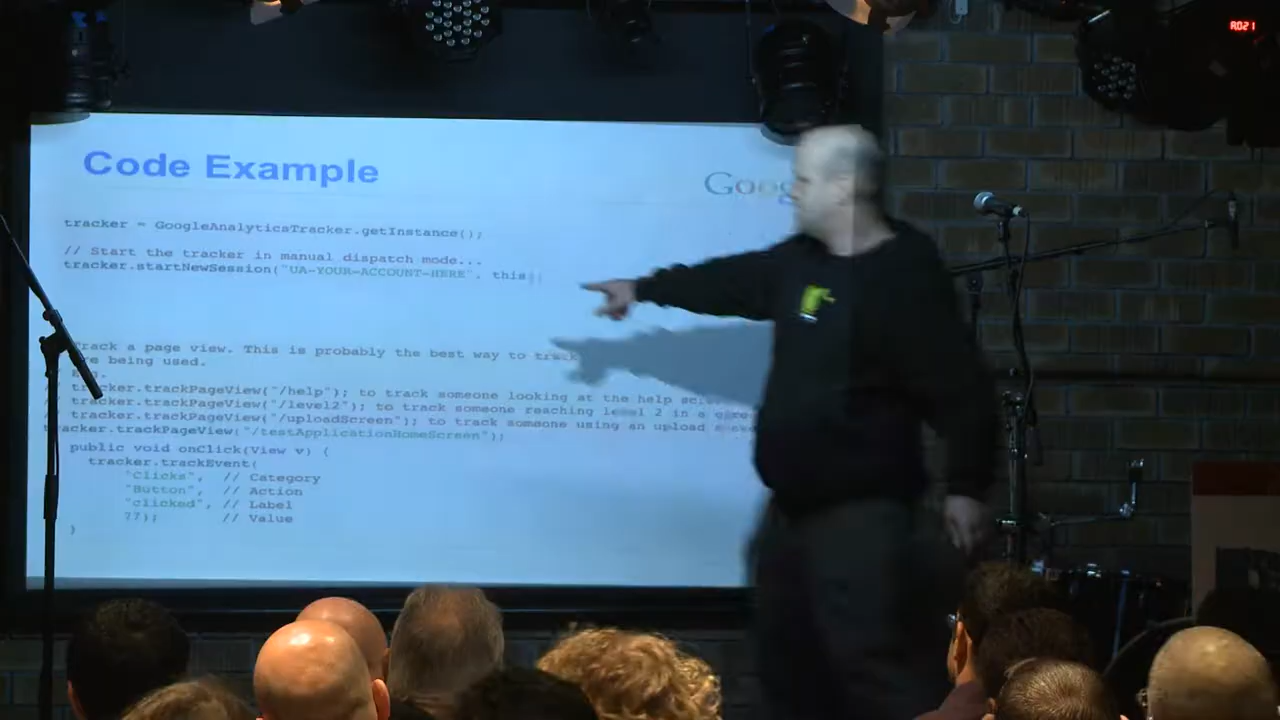 Code Example
Goog
tracker = GoogleAnalyticsTracker.getInstance();
// Start the tracker in manual dispatch mode...
tracker.startNewSession("UA-YOUR-ACCOUNT-HERE", this
rack a page view. This is probably the best way to track
re being used.
tracker.trackPageView("/help"); to track someone looking at the help
tracker.trackPageView("/level2"); to track someone reaching level 2 in a
tracker.trackPageView("/uploadScreen"); to track someone using an upload
tracker.trackPageView("/testApplicationHomeScreen");
public void onClick(View v) {
tracker.trackEvent(
"Clicks", // Category
"Button", // Action
"clicked", // Label
77); // Value
}
R021